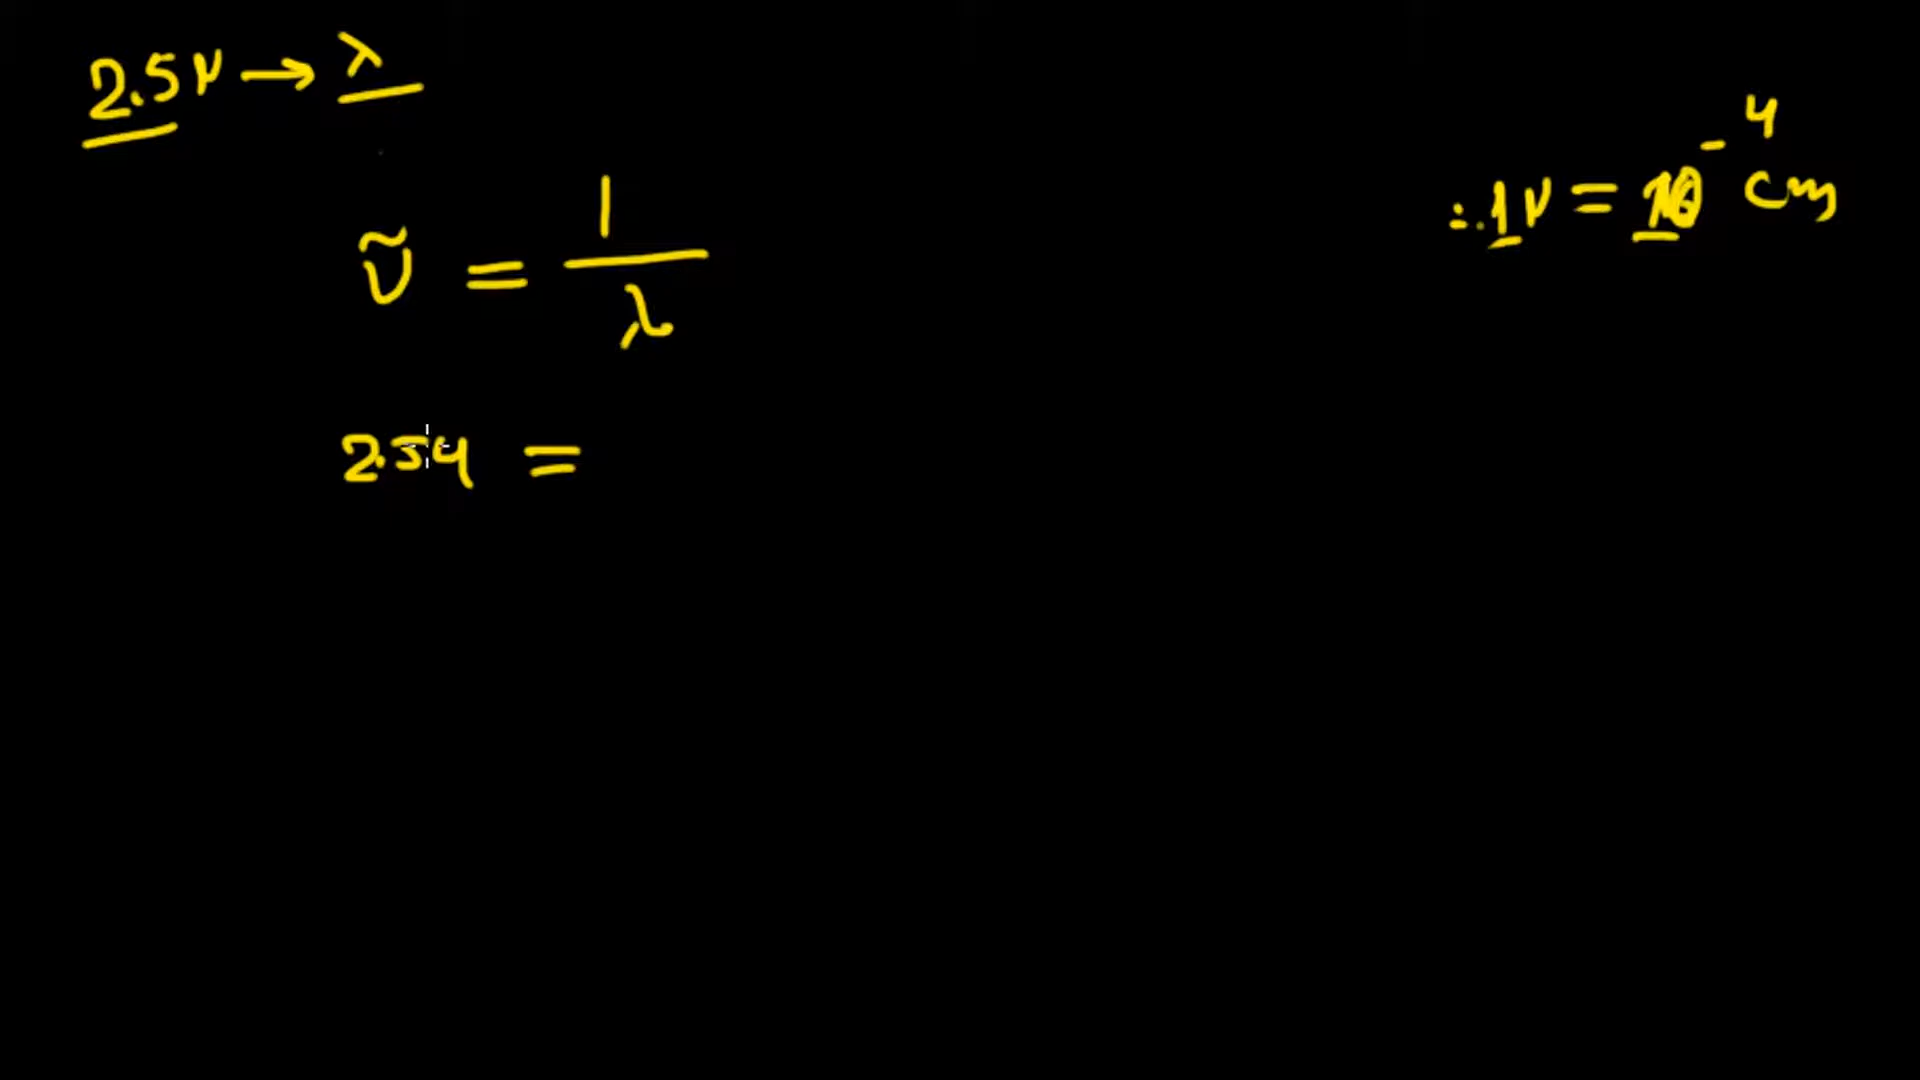 2.5μ → λ
∴ 1μ = 10⁻⁴ cm
ν̃ = 1/λ
2.5μ =